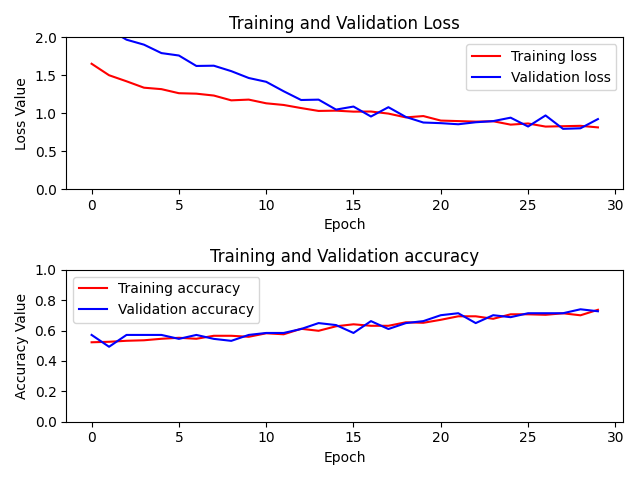 Training and Validation Loss
2.0
1.5
1.0
0.5
0.0
Loss Value
Training loss
Validation loss
0 5 10 15 20 25 30
Epoch
Training and Validation accuracy
1.0
0.8
0.6
0.4
0.2
0.0
Accuracy Value
Training accuracy
Validation accuracy
0 5 10 15 20 25 30
Epoch